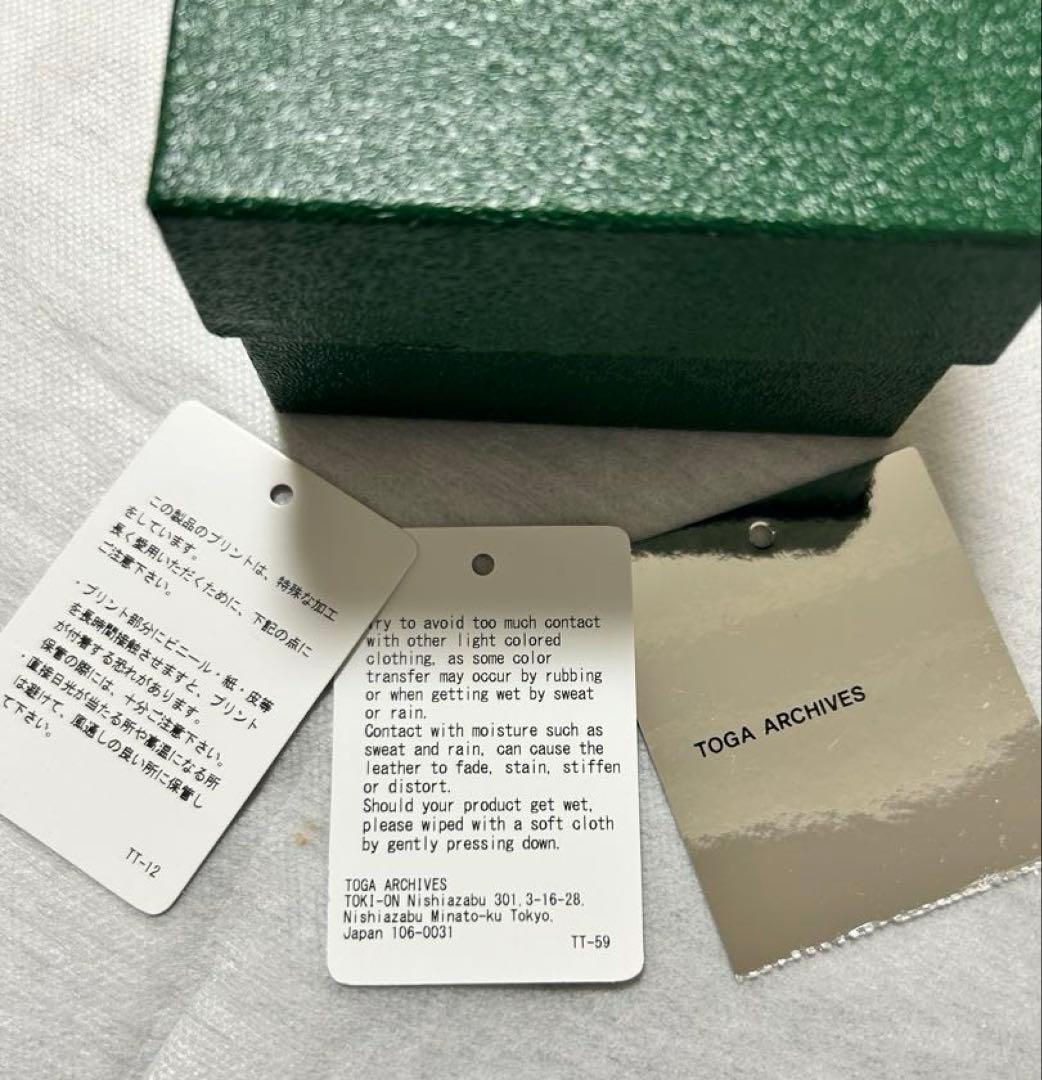 この製品のプリントは、特殊な加工
をしています。
長く愛用いただくために、下記の点に
ご注意下さい。
・プリント部分にビニール・紙・皮等
を長時間接触させますと、プリント
が付着する恐れがあります。
保管の際には、十分ご注意下さい。
・直接日光が当たる所や高温になる所
は避けて、風通しの良い所に保管し
て下さい。
TT-12
ry to avoid too much contact
with other light colored
clothing, as some color
transfer may occur by rubbing
or when getting wet by sweat
or rain.
Contact with moisture such as
sweat and rain, can cause the
leather to fade, stain, stiffen
or distort.
Should your product get wet,
please wiped with a soft cloth
by gently pressing down.
TOGA ARCHIVES
TOKI-ON Nishiazabu 301, 3-16-28,
Nishiazabu Minato-ku Tokyo,
Japan 106-0031
TT-59
TOGA ARCHIVES